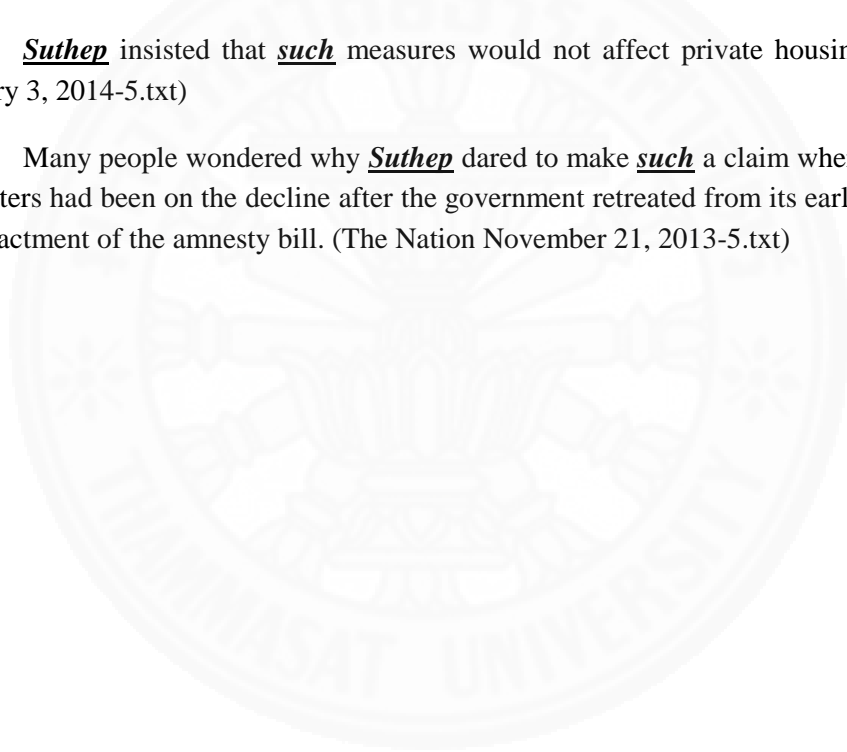 Suthep insisted that such measures would not affect private housin
ry 3, 2014-5.txt)
Many people wondered why Suthep dared to make such a claim whe
ters had been on the decline after the government retreated from its earl
actment of the amnesty bill. (The Nation November 21, 2013-5.txt)
THAMMASAT UNIVERSITY